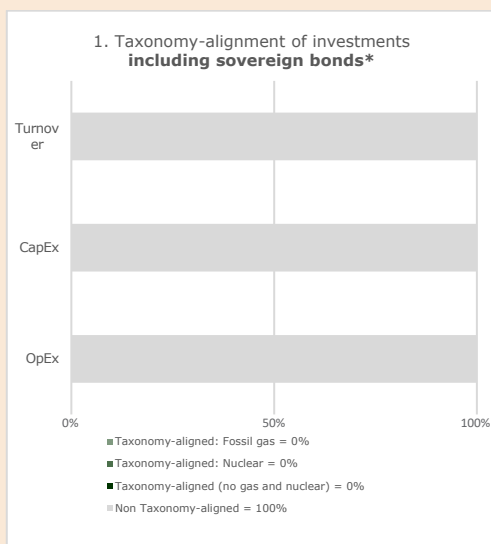 1. Taxonomy-alignment of investments
including sovereign bonds*
Turnov
er
CapEx
OpEx
0%
50%
100%
Taxonomy-aligned: Fossil gas = 0%
Taxonomy-aligned: Nuclear = 0%
Taxonomy-aligned (no gas and nuclear) = 0%
Non Taxonomy-aligned = 100%